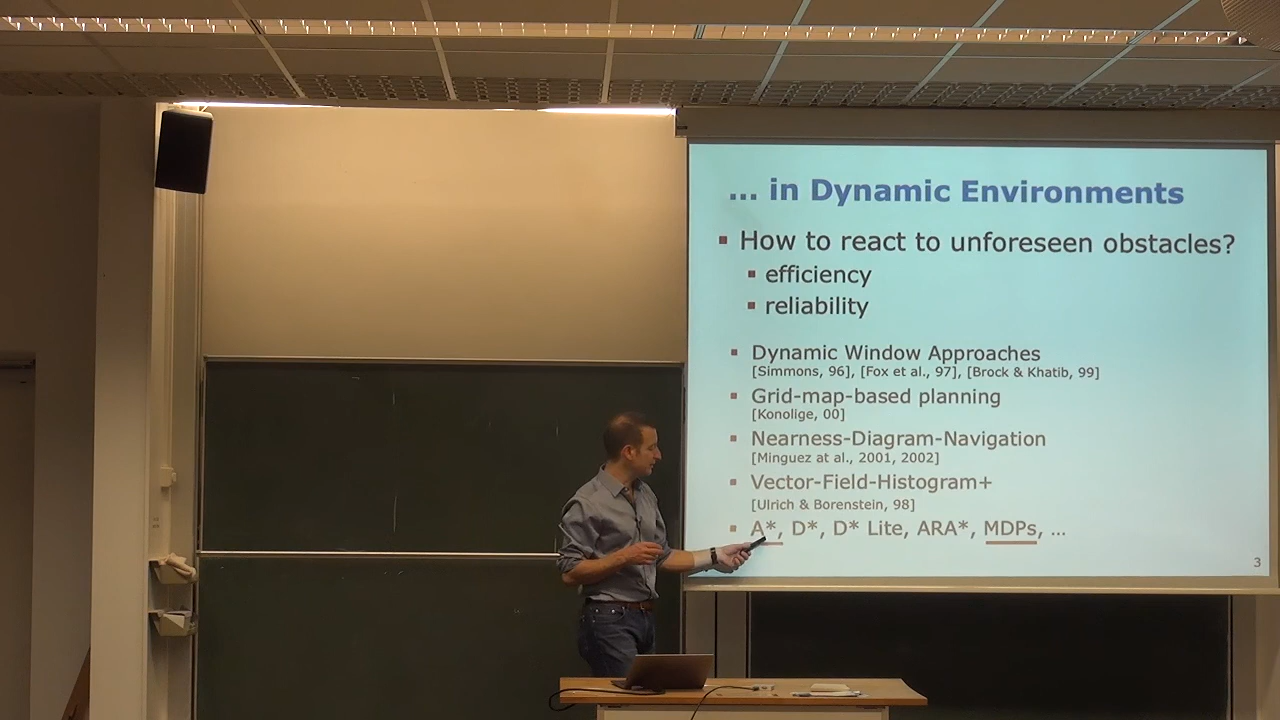 ... in Dynamic Environments
How to react to unforeseen obstacles?
efficiency
reliability
Dynamic Window Approaches
[Simmons, 96], [Fox et al., 97], [Brock & Khatib, 99]
Grid-map-based planning
[Konolige, 00]
Nearness-Diagram-Navigation
[Minguez at al., 2001, 2002]
Vector-Field-Histogram+
[Ulrich & Borenstein, 98]
A*, D*, D* Lite, ARA*, MDPs, ...
3